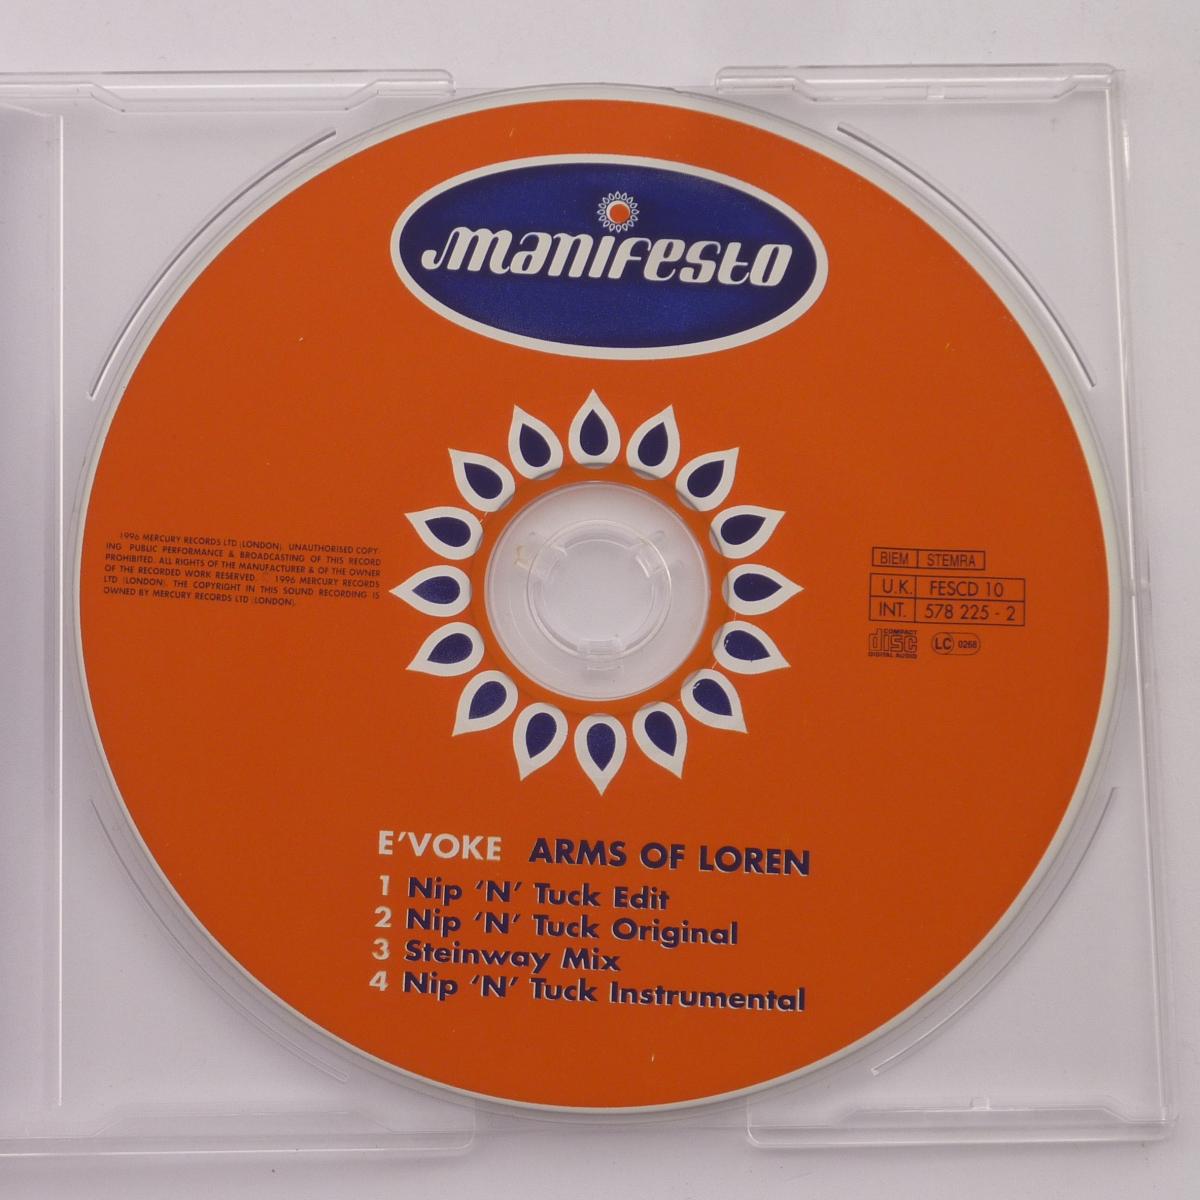 manifesto
1996 MERCURY RECORDS LTD (LONDON). UNAUTHORISED COPY-
ING PUBLIC PERFORMANCE & BROADCASTING OF THIS RECORD
PROHIBITED. ALL RIGHTS OF THE MANUFACTURER & OF THE OWNER
OF THE RECORDED WORK RESERVED. © 1996 MERCURY RECORDS
LTD (LONDON). THE COPYRIGHT IN THIS SOUND RECORDING IS
OWNED BY MERCURY RECORDS LTD (LONDON).
BIEM STEMRA
U.K. FESCD 10
INT. 578 225 - 2
COMPACT
disc
DIGITAL AUDIO
LC 0268
E'VOKE ARMS OF LOREN
1 Nip 'N' Tuck Edit
2 Nip 'N' Tuck Original
3 Steinway Mix
4 Nip 'N' Tuck Instrumental